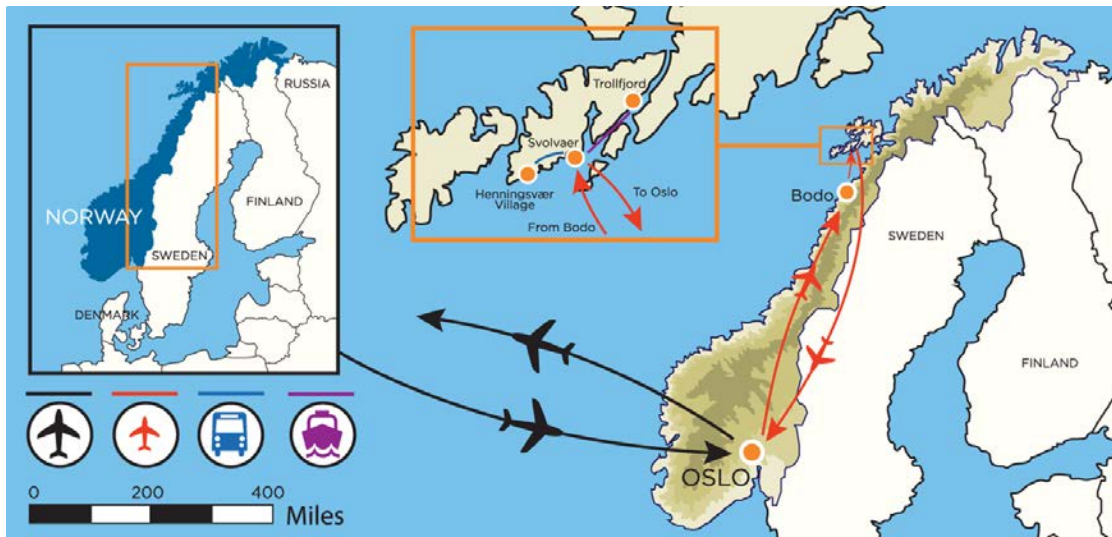 RUSSIA
NORWAY
FINLAND
SWEDEN
DENMARK
0 200 400
Miles
Trollfjord
Svolvaer
Henningsvær
Village
To Oslo
From Bodo
Bodo
SWEDEN
FINLAND
OSLO